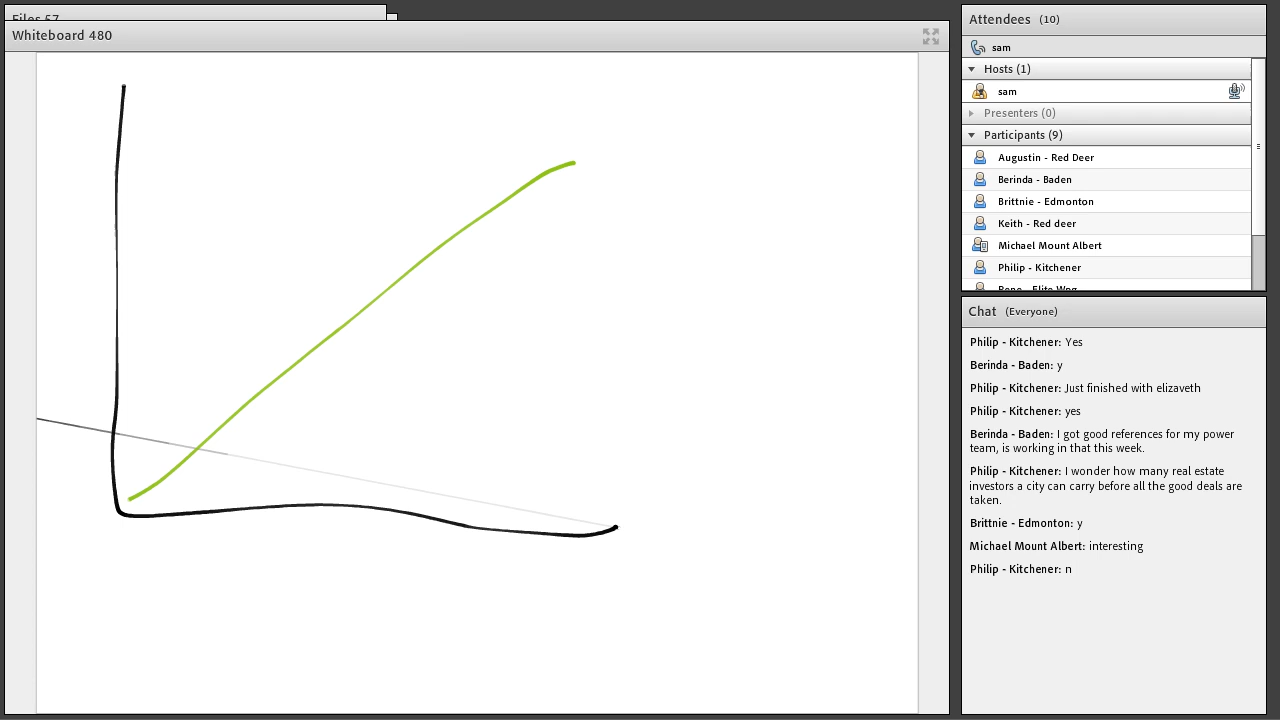 Files 57
Whiteboard 480
Attendees (10)
sam
Hosts (1)
sam
Presenters (0)
Participants (9)
Augustin - Red Deer
Berinda - Baden
Brittnie - Edmonton
Keith - Red deer
Michael Mount Albert
Philip - Kitchener
Rene - Elite Wpg
Chat (Everyone)
Philip - Kitchener: Yes
Berinda - Baden: y
Philip - Kitchener: Just finished with elizaveth
Philip - Kitchener: yes
Berinda - Baden: I got good references for my power
team, is working in that this week.
Philip - Kitchener: I wonder how many real estate
investors a city can carry before all the good deals are
taken.
Brittnie - Edmonton: y
Michael Mount Albert: interesting
Philip - Kitchener: n